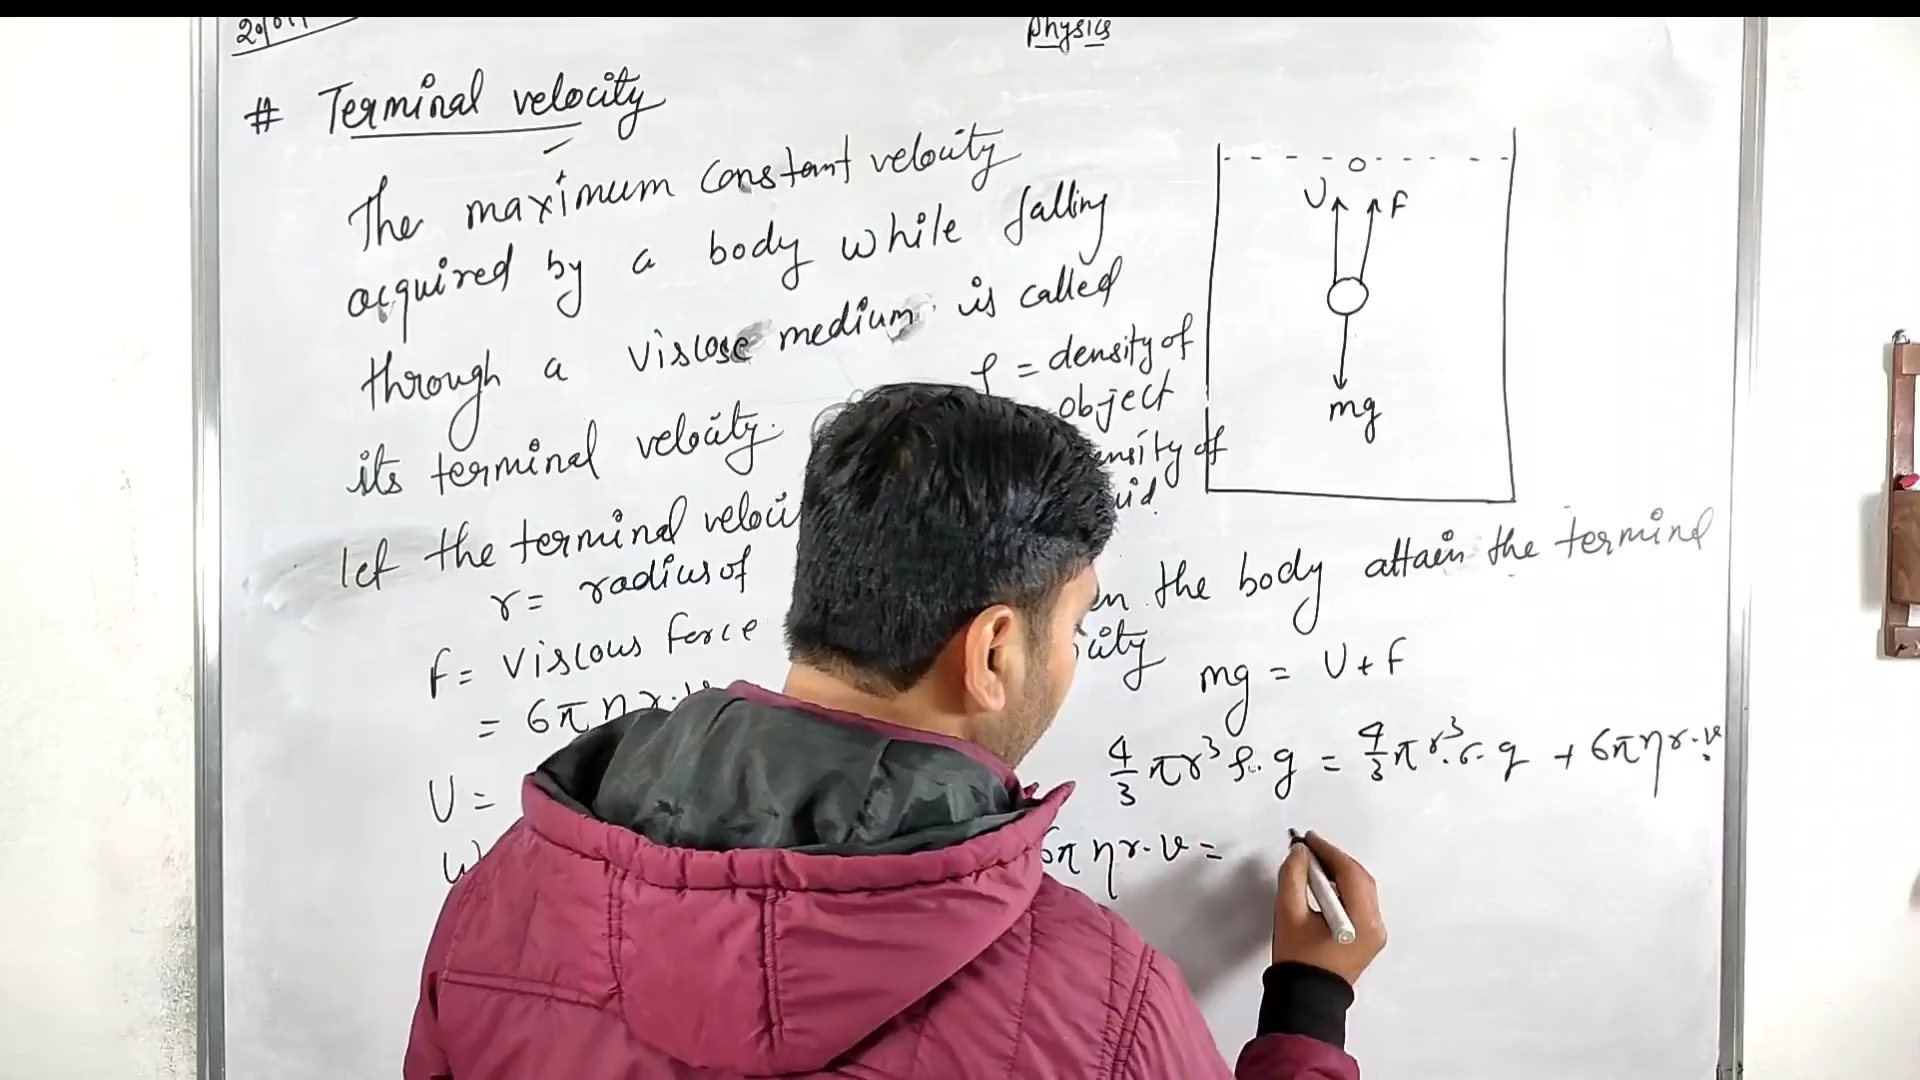 Physics
# Terminal velocity
The maximum constant velocity
acquired by a body while falling
through a viscose medium is called
its terminal velocity.
ρ = density of
object
let the terminal
r = radius of
F = Viscous force
= 6πηr.v
U =
U
F
mg
the body attain the terminal
mg = U + F
4/3 πr³ρ.g = 4/3 πr³.σ.g + 6πηr.v
6πηr.v =